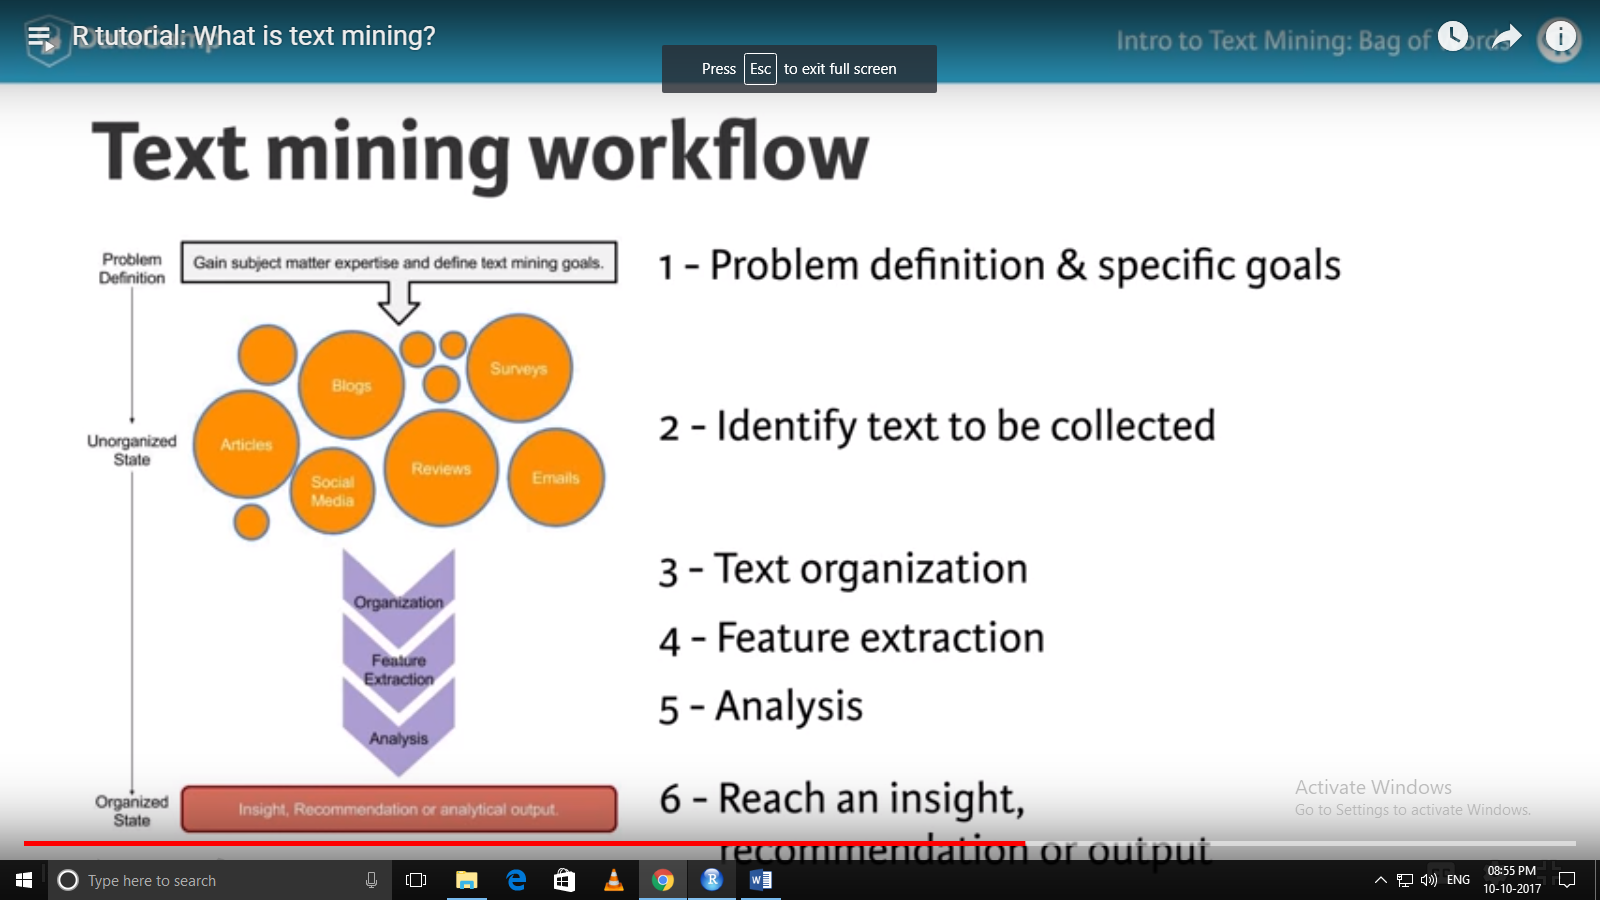 R tutorial: What is text mining?
Intro to Text Mining: Bag of Words
Press Esc to exit full screen
Text mining workflow
Problem
Definition
Gain subject matter expertise and define text mining goals.
1 - Problem definition & specific goals
Blogs
Surveys
Articles
Social
Media
Reviews
Emails
Unorganized
State
2 - Identify text to be collected
Organization
Feature
Extraction
Analysis
3 - Text organization
4 - Feature extraction
5 - Analysis
Organized
State
Insight, Recommendation or analytical output.
6 - Reach an insight,
recommendation or output
Activate Windows
Go to Settings to activate Windows.
Type here to search
ENG
08:55 PM
10-10-2017